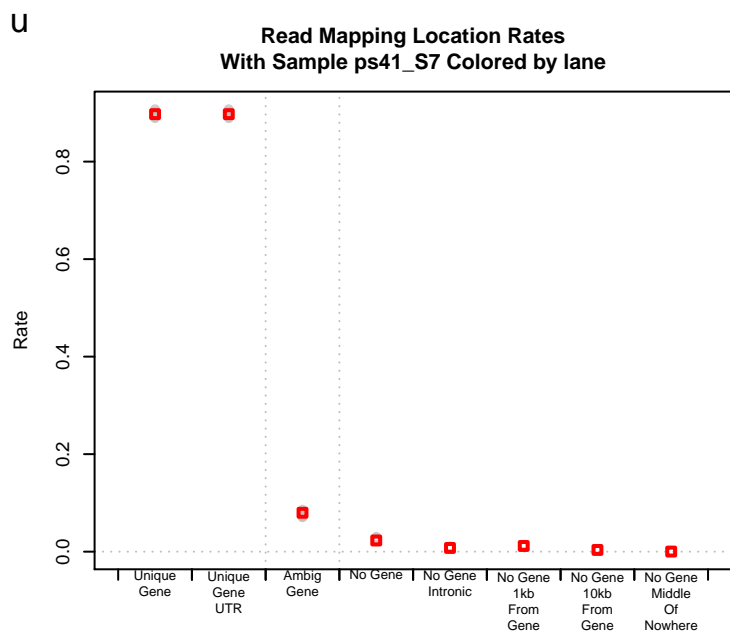 u
Read Mapping Location Rates
With Sample ps41_S7 Colored by lane
Rate
0.8
0.6
0.4
0.2
0.0
Unique
Gene
Unique
Gene
UTR
Ambig
Gene
No Gene
No Gene
Intronic
No Gene
1kb
From
Gene
No Gene
10kb
From
Gene
No Gene
Middle
Of
Nowhere